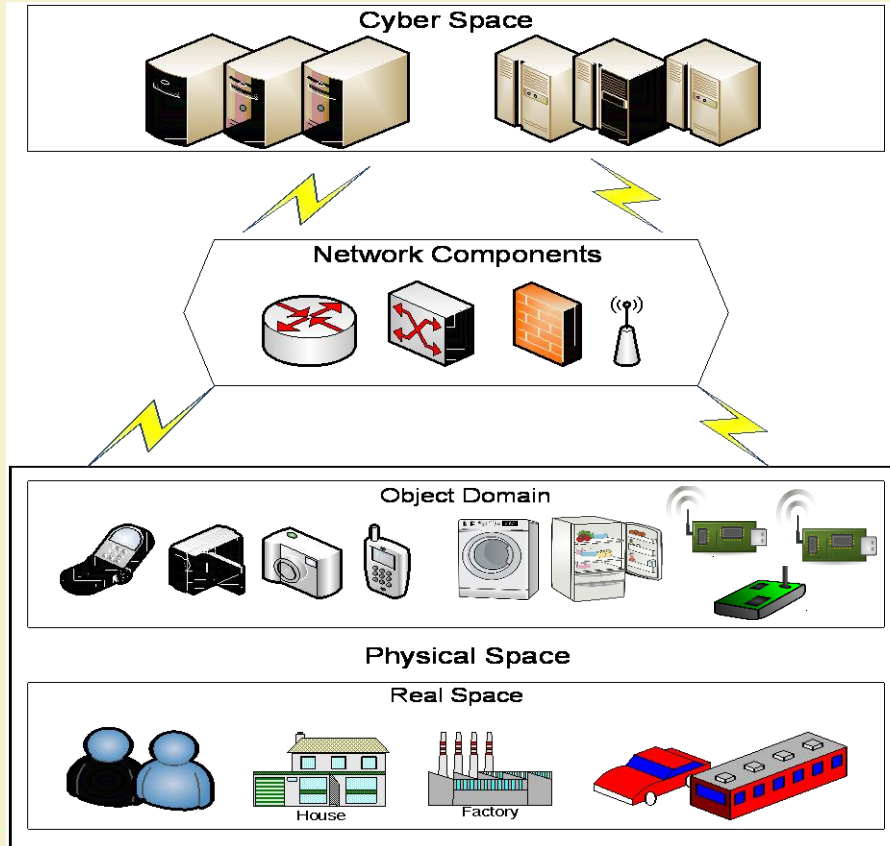 Cyber Space
Network Components
Object Domain
Physical Space
Real Space
House
Factory